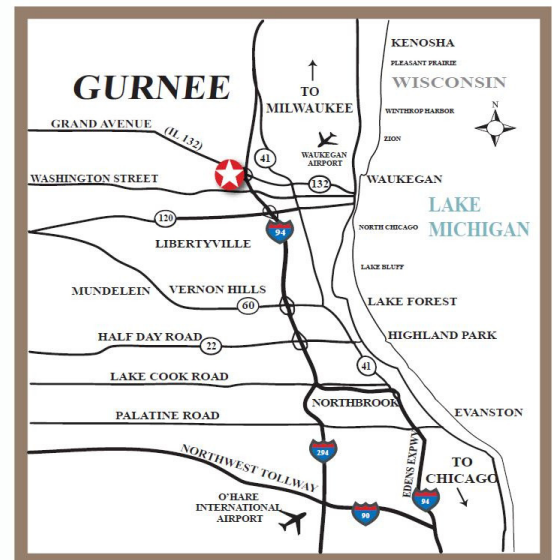 KENOSHA
PLEASANT PRAIRIE
WISCONSIN
GURNEE
TO
MILWAUKEE
WINTHROP HARBOR
N
GRAND AVENUE
(IL 132)
ZION
41
WAUKEGAN
AIRPORT
WASHINGTON STREET
132
WAUKEGAN
LAKE
MICHIGAN
120
NORTH CHICAGO
94
LIBERTYVILLE
LAKE BLUFF
MUNDELEIN
VERNON HILLS
60
LAKE FOREST
HALF DAY ROAD
22
HIGHLAND PARK
41
LAKE COOK ROAD
NORTHBROOK
PALATINE ROAD
EVANSTON
294
NORTHWEST TOLLWAY
EDENS EXPWY
TO
CHICAGO
O'HARE
INTERNATIONAL
AIRPORT
90
94